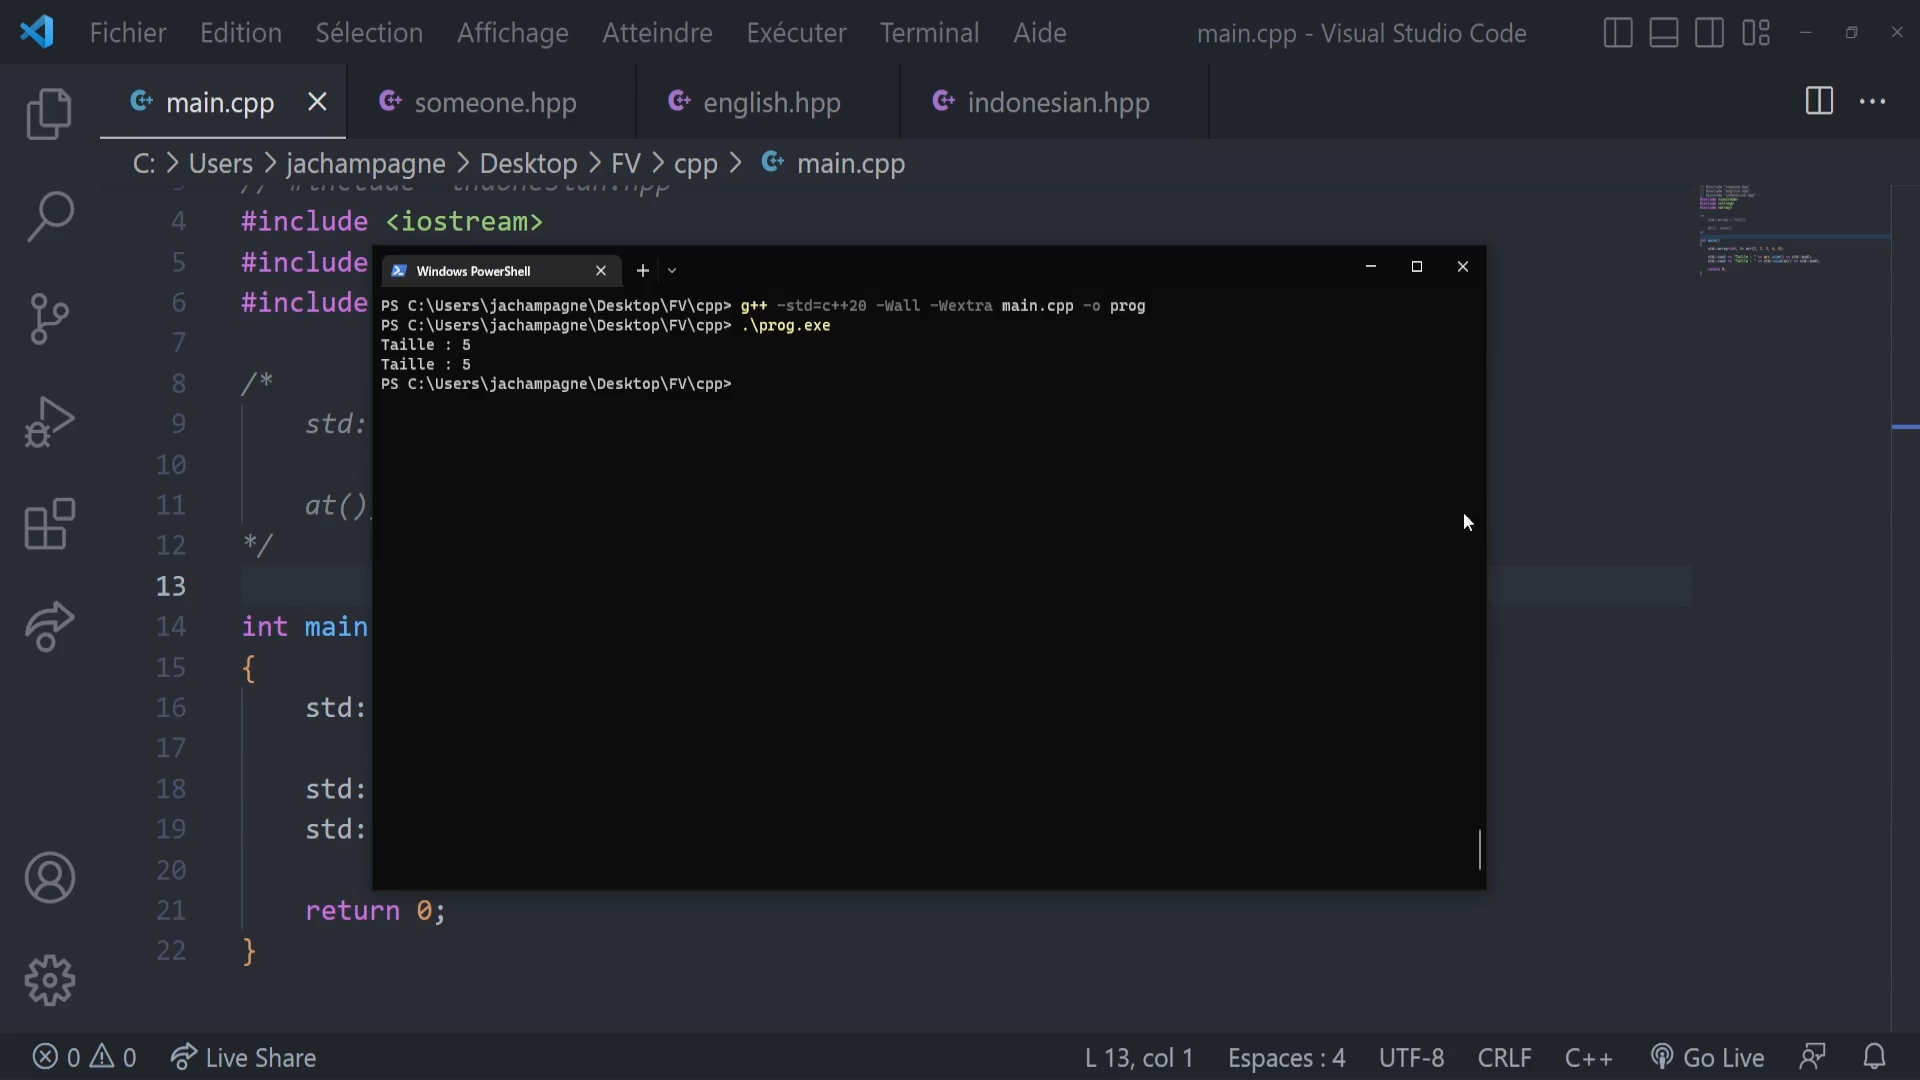 Fichier Edition Sélection Affichage Atteindre Exécuter Terminal Aide main.cpp - Visual Studio Code
main.cpp someone.hpp english.hpp indonesian.hpp
C: > Users > jachampagne > Desktop > FV > cpp > main.cpp
4 #include <iostream>
5 #include
6 #include
7
8 /*
9 std:
10
11 at()
12 */
13
14 int main
15 {
16 std:
17
18 std:
19 std:
20
21 return 0;
22 }
Windows PowerShell
PS C:\Users\jachampagne\Desktop\FV\cpp> g++ -std=c++20 -Wall -Wextra main.cpp -o prog
PS C:\Users\jachampagne\Desktop\FV\cpp> .\prog.exe
Taille : 5
Taille : 5
PS C:\Users\jachampagne\Desktop\FV\cpp>
0 0 Live Share L 13, col 1 Espaces : 4 UTF-8 CRLF C++ Go Live